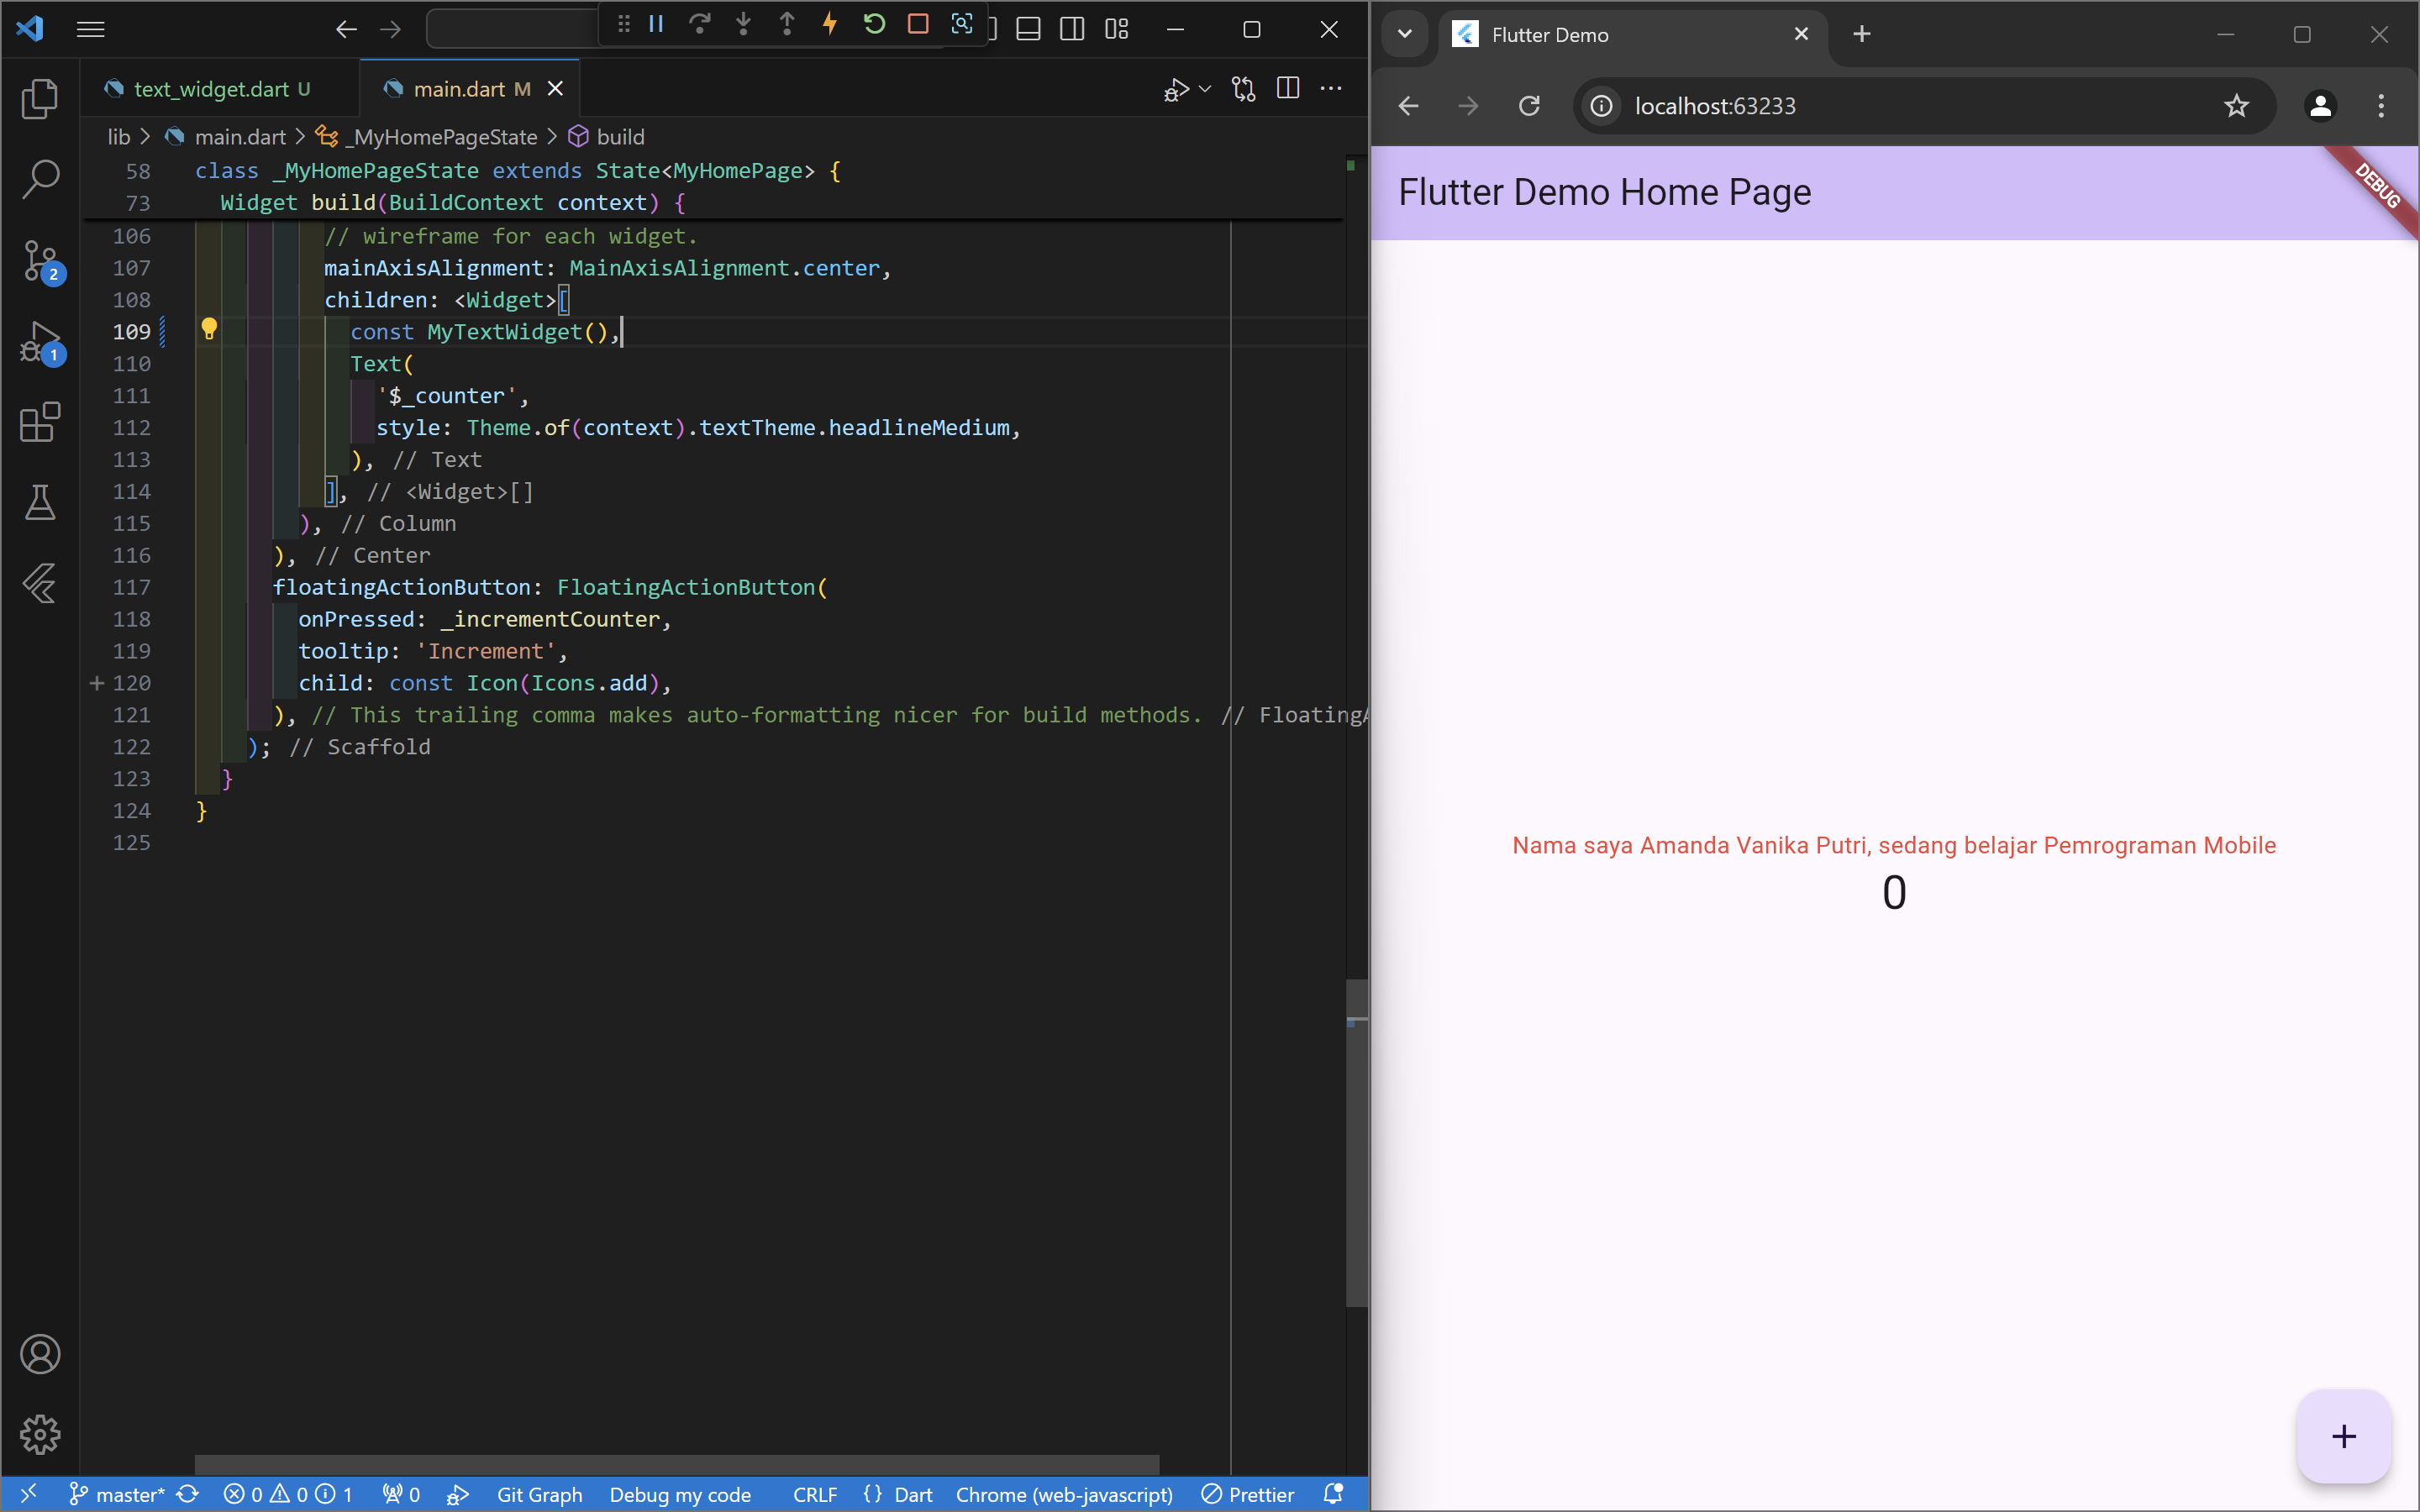 text_widget.dart U
main.dart M
lib > main.dart > _MyHomePageState > build
58 class _MyHomePageState extends State<MyHomePage> {
73 Widget build(BuildContext context) {
106 // wireframe for each widget.
107 mainAxisAlignment: MainAxisAlignment.center,
108 children: <Widget>[
109 const MyTextWidget(),
110 Text(
111 '$_counter',
112 style: Theme.of(context).textTheme.headlineMedium,
113 ), // Text
114 ], // <Widget>[]
115 ), // Column
116 ), // Center
117 floatingActionButton: FloatingActionButton(
118 onPressed: _incrementCounter,
119 tooltip: 'Increment',
120 child: const Icon(Icons.add),
121 ), // This trailing comma makes auto-formatting nicer for build methods. // Floating
122 ); // Scaffold
123 }
124 }
125
2
1
master* 0 0 1 0 Git Graph Debug my code CRLF {} Dart Chrome (web-javascript) Prettier
Flutter Demo
localhost:63233
Flutter Demo Home Page
DEBUG
Nama saya Amanda Vanika Putri, sedang belajar Pemrograman Mobile
0
+